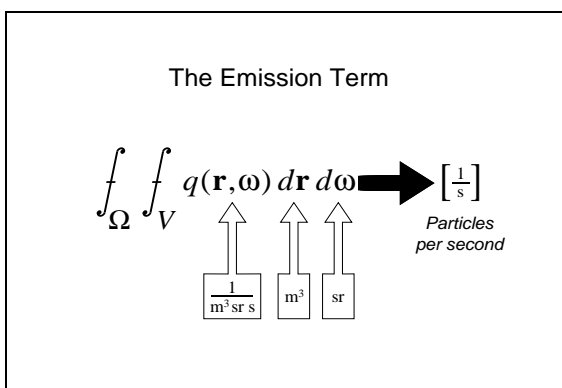 The Emission Term
∫Ω ∫V q(r,ω) dr dω [1/s]
Particles
per second
1/(m³ sr s) m³ sr